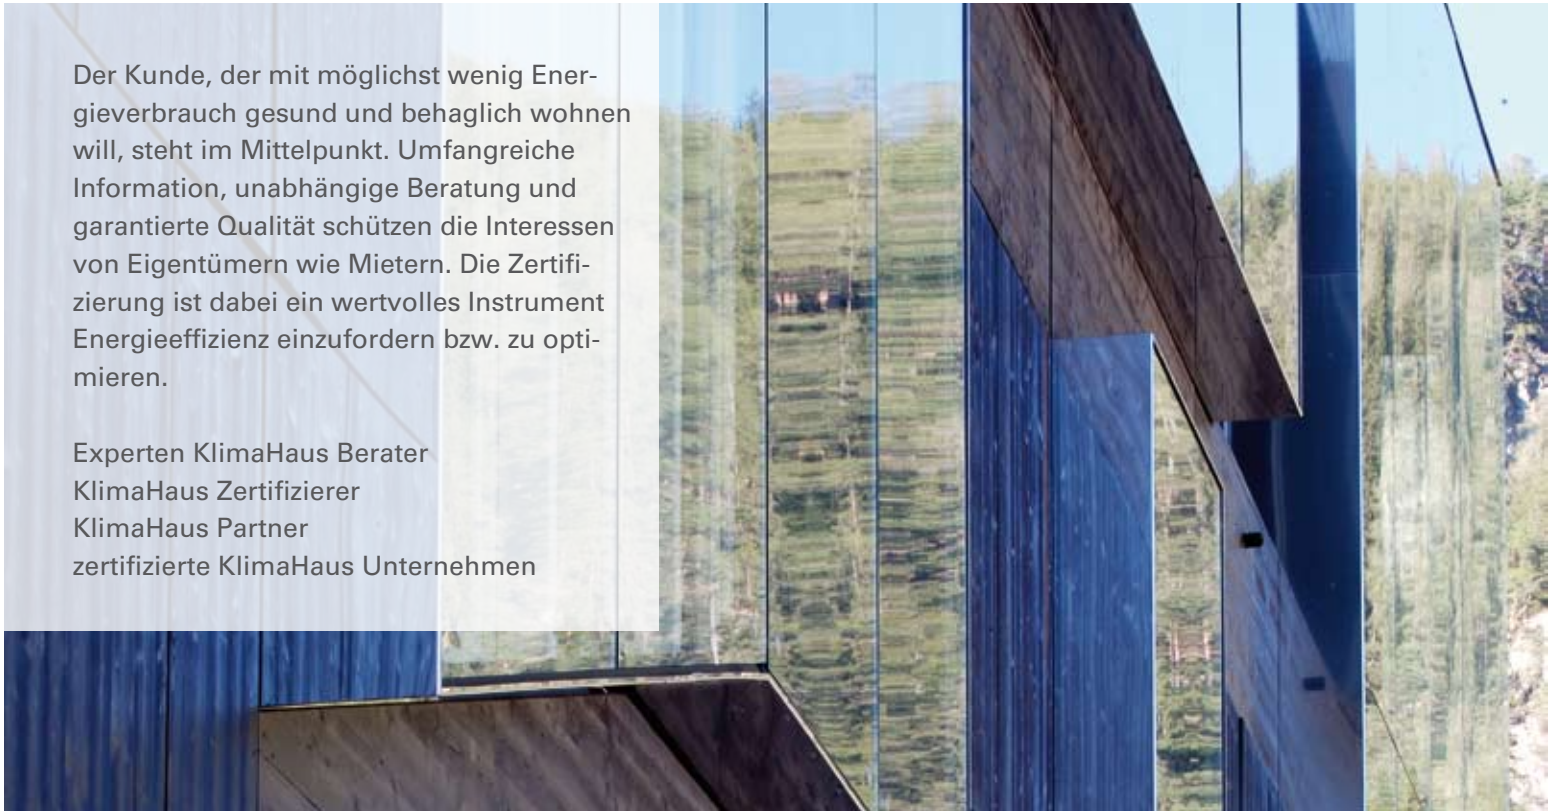 Der Kunde, der mit möglichst wenig Ener-
gieverbrauch gesund und behaglich wohnen
will, steht im Mittelpunkt. Umfangreiche
Information, unabhängige Beratung und
garantierte Qualität schützen die Interessen
von Eigentümern wie Mietern. Die Zertifi-
zierung ist dabei ein wertvolles Instrument
Energieeffizienz einzufordern bzw. zu opti-
mieren.

Experten KlimaHaus Berater
KlimaHaus Zertifizierer
KlimaHaus Partner
zertifizierte KlimaHaus Unternehmen